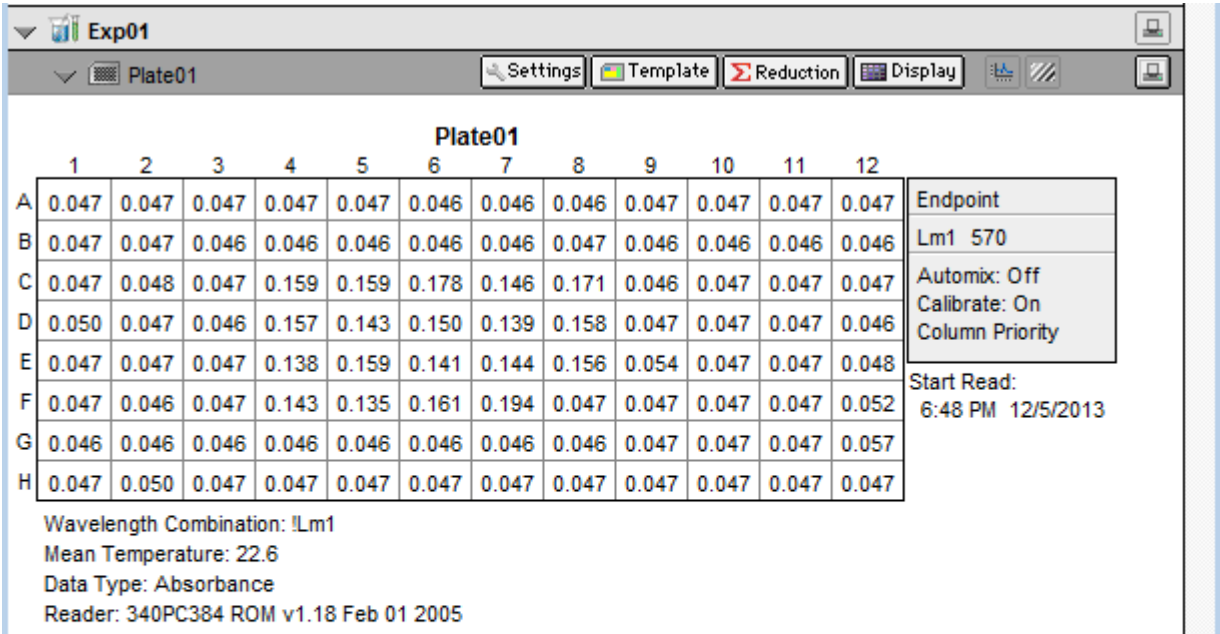 Exp01
Plate01 Settings Template Reduction Display
Plate01
1 2 3 4 5 6 7 8 9 10 11 12
A 0.047 0.047 0.047 0.047 0.047 0.046 0.046 0.046 0.047 0.047 0.047 0.047
B 0.047 0.047 0.046 0.046 0.046 0.046 0.046 0.047 0.046 0.046 0.046 0.046
C 0.047 0.048 0.047 0.159 0.159 0.178 0.146 0.171 0.046 0.047 0.047 0.047
D 0.050 0.047 0.046 0.157 0.143 0.150 0.139 0.158 0.047 0.047 0.047 0.046
E 0.047 0.047 0.047 0.138 0.159 0.141 0.144 0.156 0.054 0.047 0.047 0.048
F 0.047 0.046 0.047 0.143 0.135 0.161 0.194 0.047 0.047 0.047 0.047 0.052
G 0.046 0.046 0.046 0.046 0.046 0.046 0.046 0.046 0.047 0.047 0.047 0.057
H 0.047 0.050 0.047 0.047 0.047 0.047 0.047 0.047 0.047 0.047 0.047 0.047
Endpoint
Lm1 570
Automix: Off
Calibrate: On
Column Priority
Start Read:
6:48 PM 12/5/2013
Wavelength Combination: !Lm1
Mean Temperature: 22.6
Data Type: Absorbance
Reader: 340PC384 ROM v1.18 Feb 01 2005